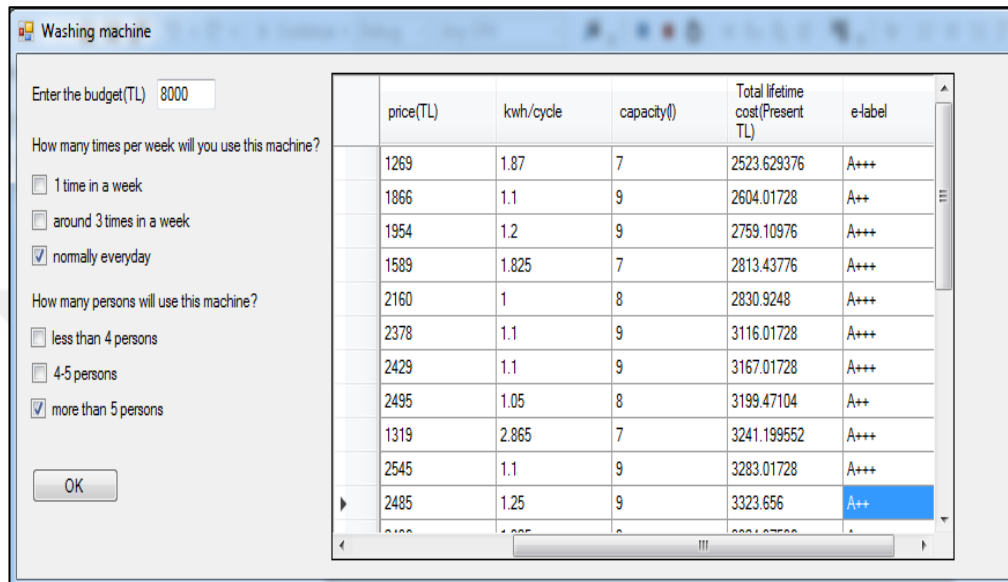 Washing machine
Enter the budget(TL) 8000
How many times per week will you use this machine?
1 time in a week
around 3 times in a week
normally everyday
How many persons will use this machine?
less than 4 persons
4-5 persons
more than 5 persons
OK
price(TL) kwh/cycle capacity(l) Total lifetime cost(Present TL) e-label
1269 1.87 7 2523.629376 A+++
1866 1.1 9 2604.01728 A++
1954 1.2 9 2759.10976 A+++
1589 1.825 7 2813.43776 A+++
2160 1 8 2830.9248 A+++
2378 1.1 9 3116.01728 A+++
2429 1.1 9 3167.01728 A+++
2495 1.05 8 3199.47104 A++
1319 2.865 7 3241.199552 A+++
2545 1.1 9 3283.01728 A+++
2485 1.25 9 3323.656 A++